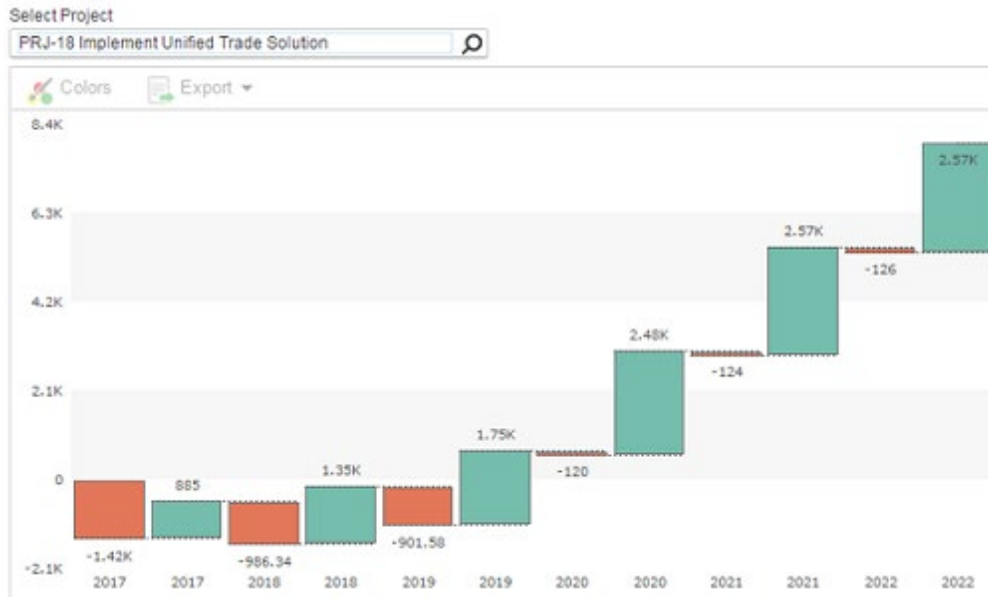 Select Project
PRJ-18 Implement Unified Trade Solution
Colors Export
8.4K
2.57K
6.3K
2.57K
-126
4.2K
2.48K
-124
2.1K
1.75K
-120
1.35K
0
885
-901.58
-1.42K
-986.34
-2.1K
2017 2017 2018 2018 2019 2019 2020 2020 2021 2021 2022 2022